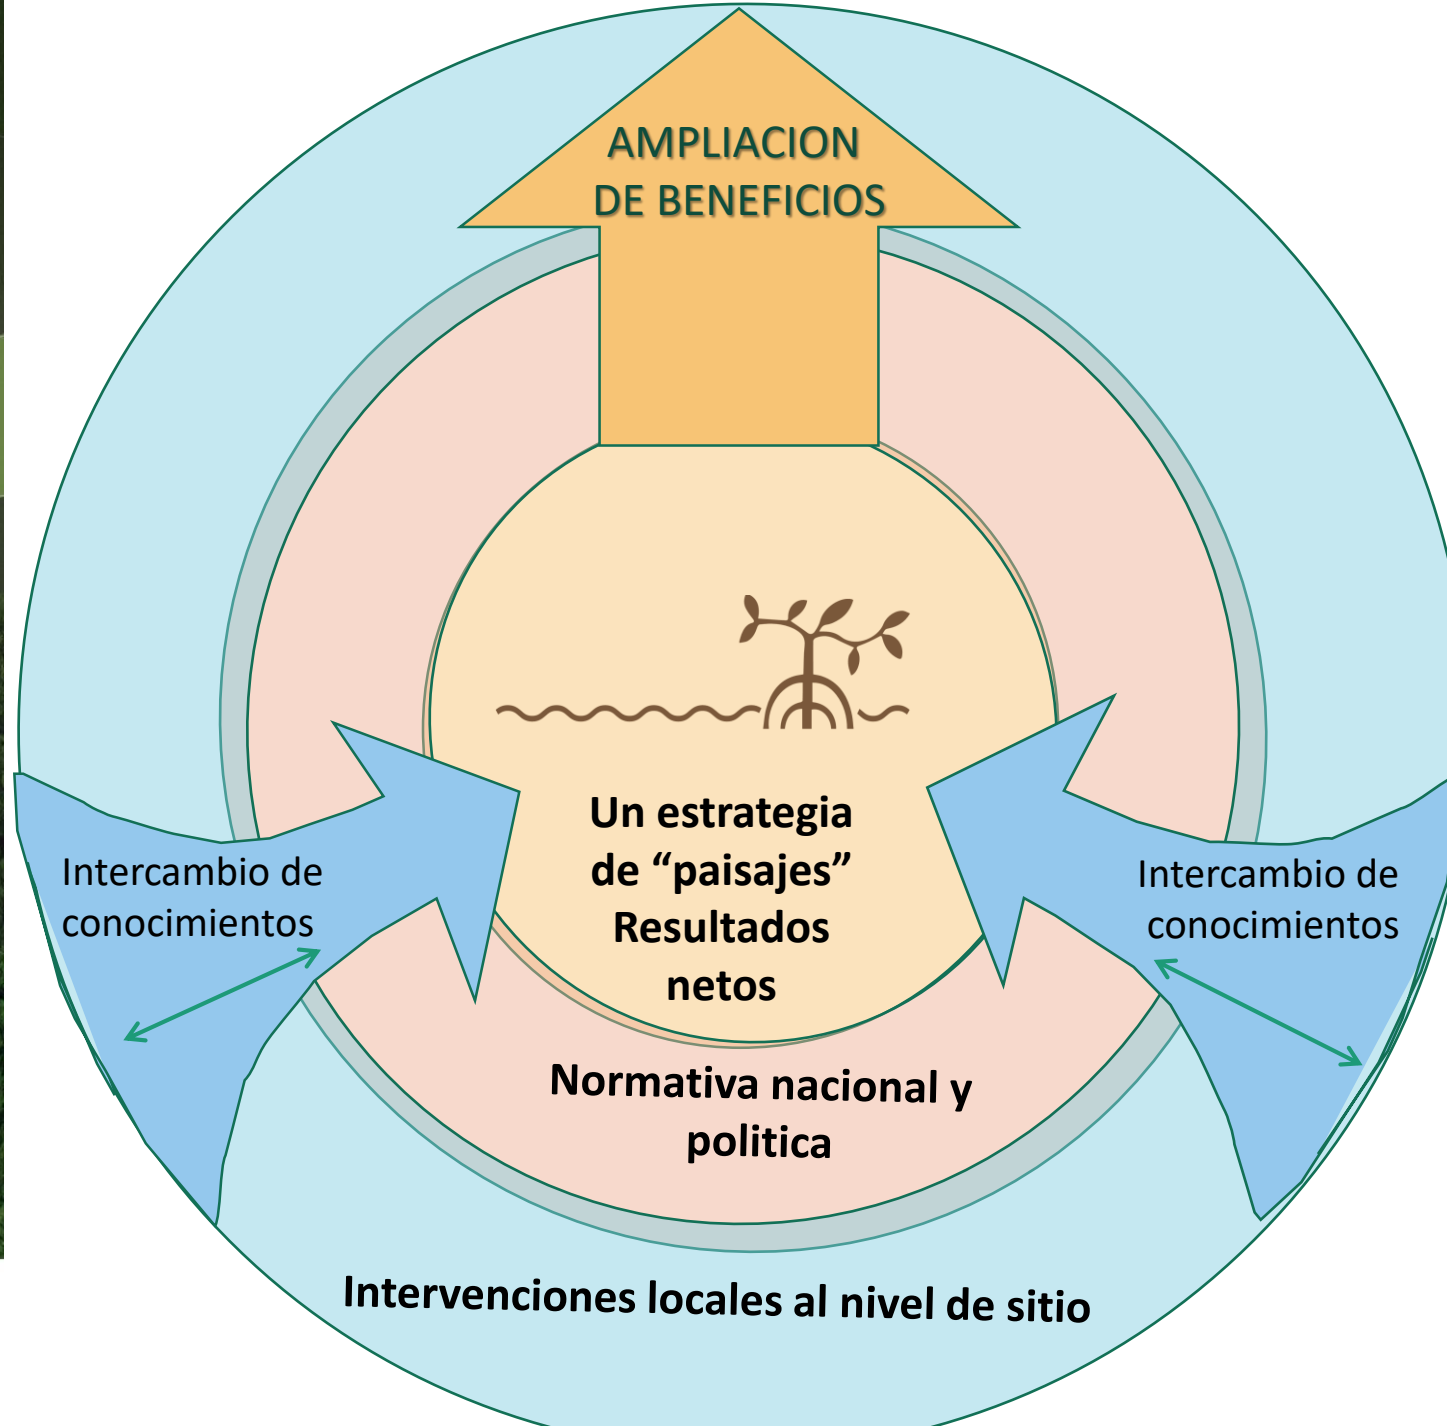 AMPLIACION
DE BENEFICIOS
Un estrategia
de “paisajes”
Resultados
netos
Intercambio de
conocimientos
Intercambio de
conocimientos
Normativa nacional y
politica
Intervenciones locales al nivel de sitio